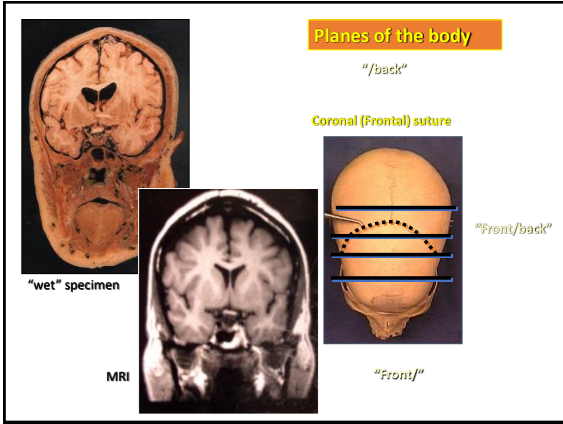 Planes of the body
"/back"
Coronal (Frontal) suture
"Front/back"
"wet" specimen
MRI
"Front/"